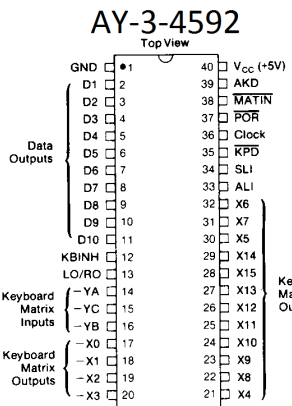 AY-3-4592
Top View
GND 1 40 VCC (+5V)
D1 2 39 AKD
D2 3 38 MATIN
D3 4 37 POR
D4 5 36 Clock
D5 6 35 KPD
D6 7 34 SLI
D7 8 33 ALI
D8 9 32 X6
D9 10 31 X7
D10 11 30 X5
KBINH 12 29 X14
LO/RO 13 28 X15
YA 14 27 X13
YC 15 26 X12
YB 16 25 X11
X0 17 24 X10
X1 18 23 X9
X2 19 22 X8
X3 20 21 X4
Data
Outputs
Keyboard
Matrix
Inputs
Keyboard
Matrix
Outputs